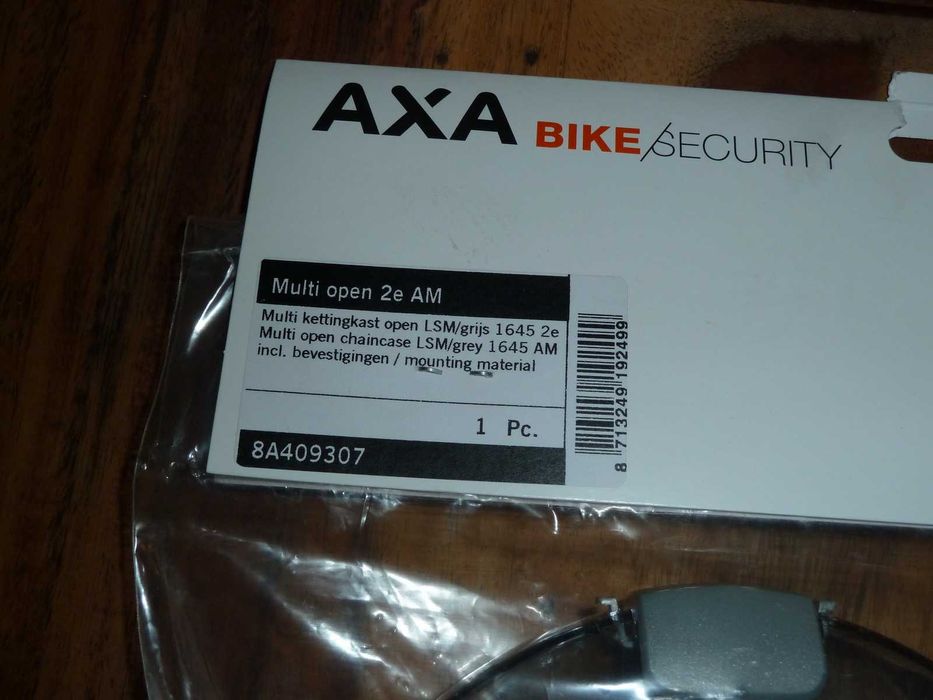 AXA BIKE/SECURITY
Multi open 2e AM
Multi kettingkast open LSM/grijs 1645 2e
Multi open chaincase LSM/grey 1645 AM
incl. bevestigingen / mounting material
1 Pc.
8A409307
8 713249 192499